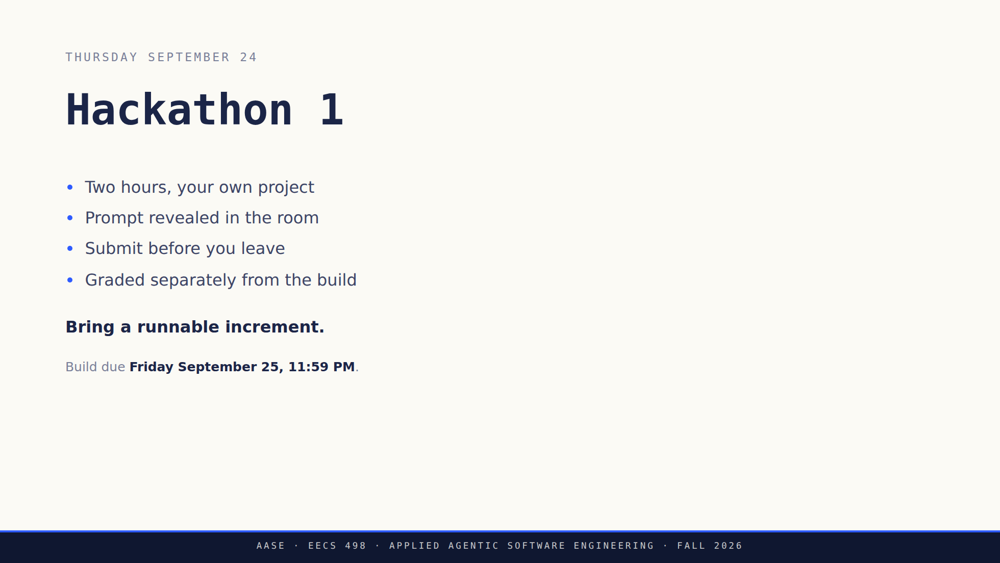 THURSDAY SEPTEMBER 24
Hackathon 1
• Two hours, your own project
• Prompt revealed in the room
• Submit before you leave
• Graded separately from the build
Bring a runnable increment.
Build due Friday September 25, 11:59 PM.
AASE · EECS 498 · APPLIED AGENTIC SOFTWARE ENGINEERING · FALL 2026